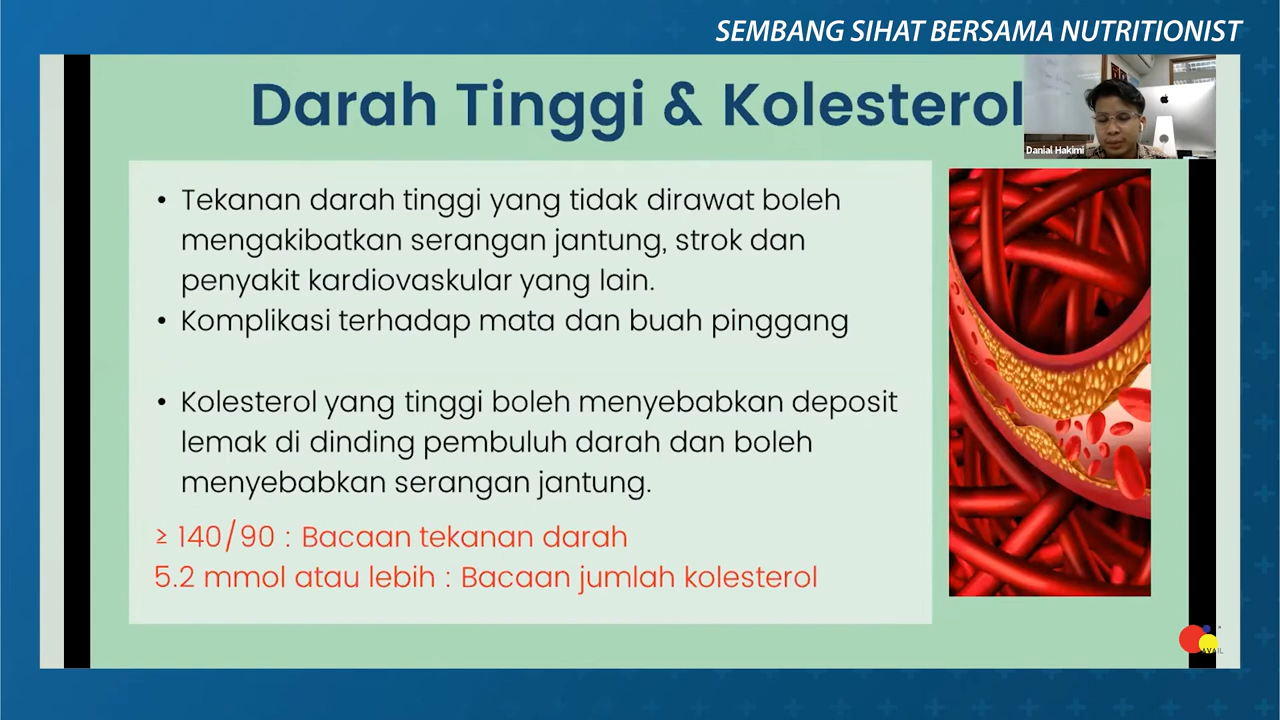 SEMBANG SIHAT BERSAMA NUTRITIONIST
Darah Tinggi & Kolesterol
Danial Hakimi
• Tekanan darah tinggi yang tidak dirawat boleh
mengakibatkan serangan jantung, strok dan
penyakit kardiovaskular yang lain.
• Komplikasi terhadap mata dan buah pinggang
• Kolesterol yang tinggi boleh menyebabkan deposit
lemak di dinding pembuluh darah dan boleh
menyebabkan serangan jantung.
≥ 140/90 : Bacaan tekanan darah
5.2 mmol atau lebih : Bacaan jumlah kolesterol
AVAIL